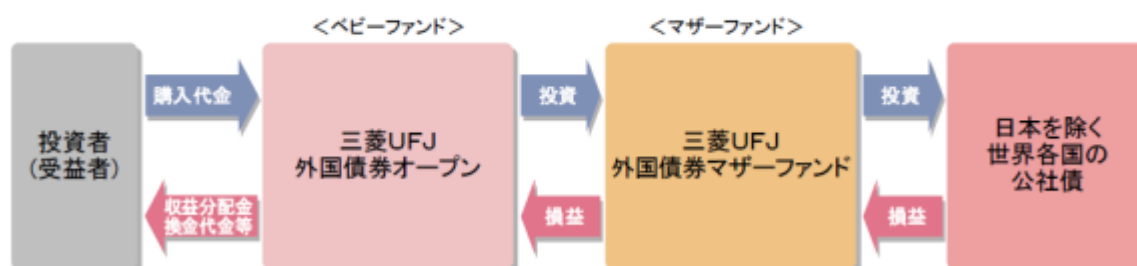 <ベビーファンド>
<マザーファンド>
投資者
(受益者)
購入代金
収益分配金
換金代金等
三菱UFJ
外国債券オープン
投資
損益
三菱UFJ
外国債券マザーファンド
投資
損益
日本を除く
世界各国の
公社債